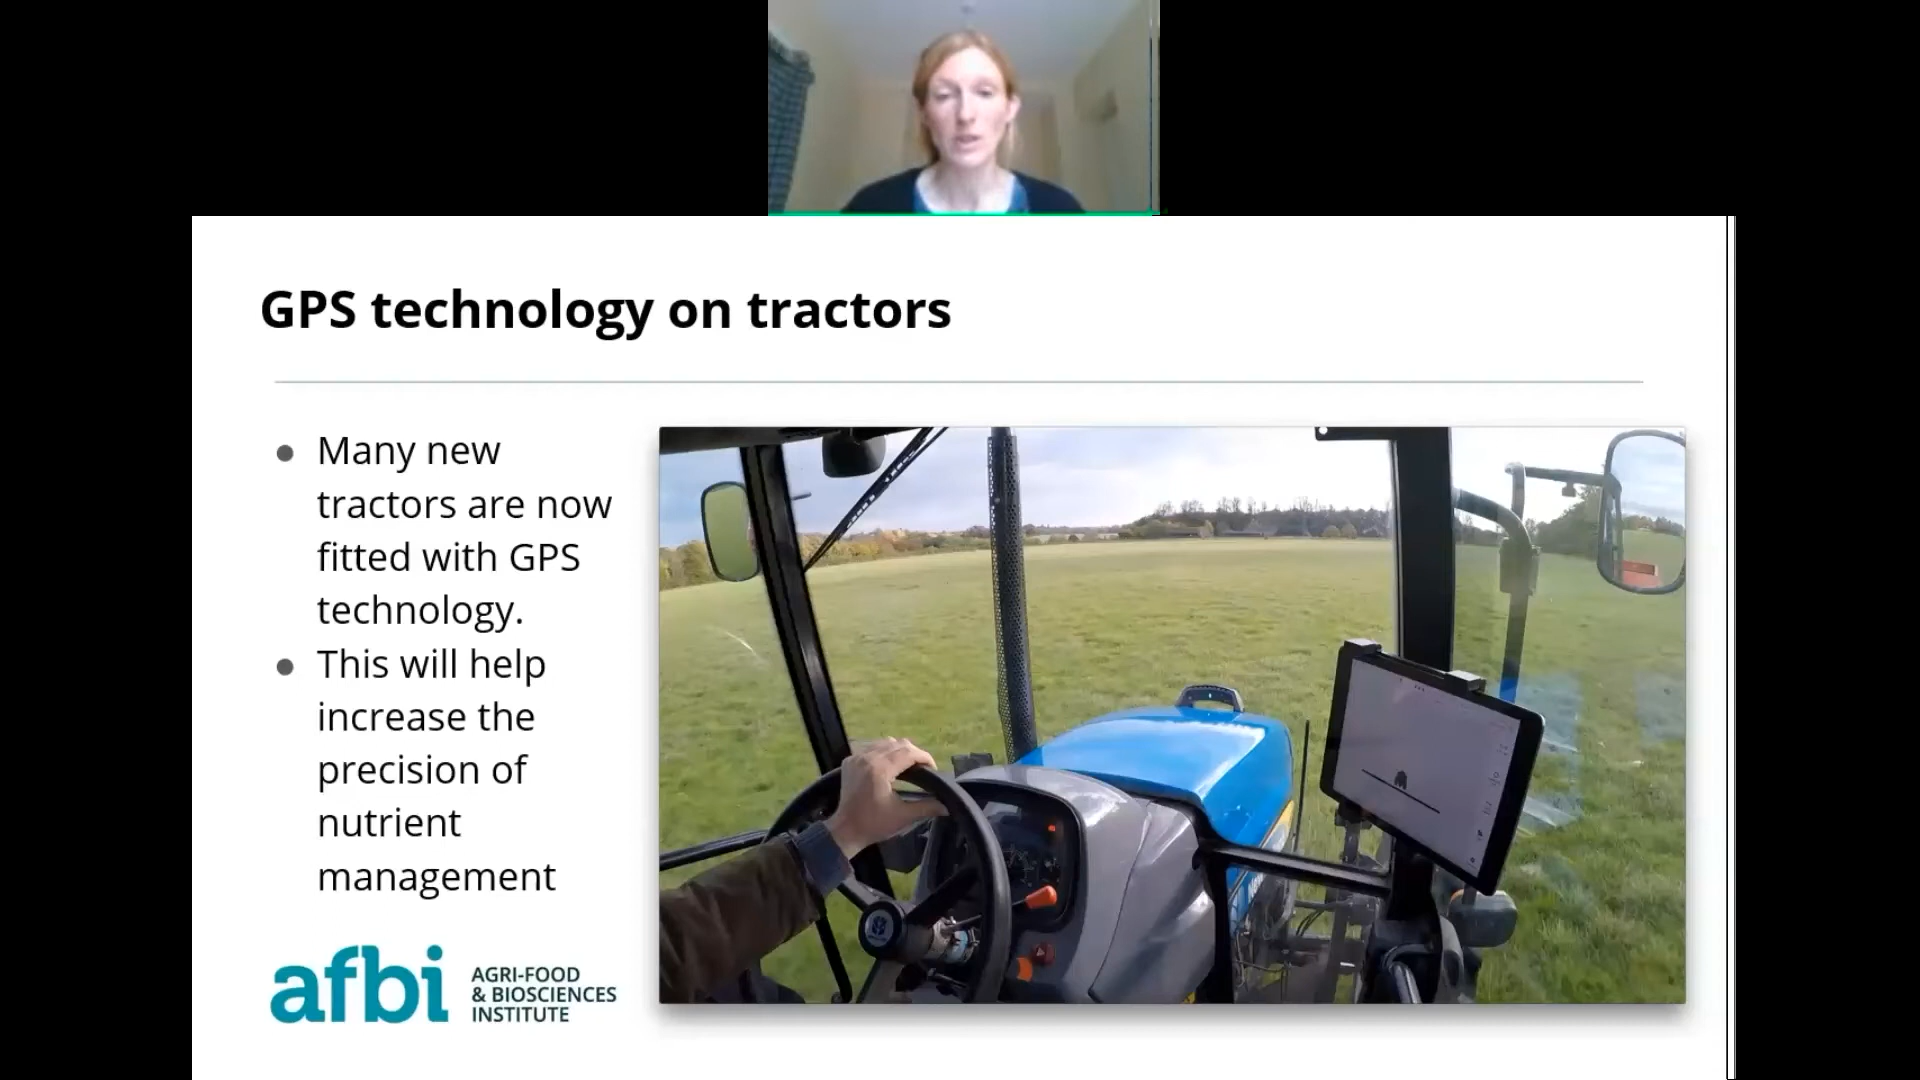 GPS technology on tractors
Many new
tractors are now
fitted with GPS
technology.
This will help
increase the
precision of
nutrient
management
afbi
AGRI-FOOD
& BIOSCIENCES
INSTITUTE